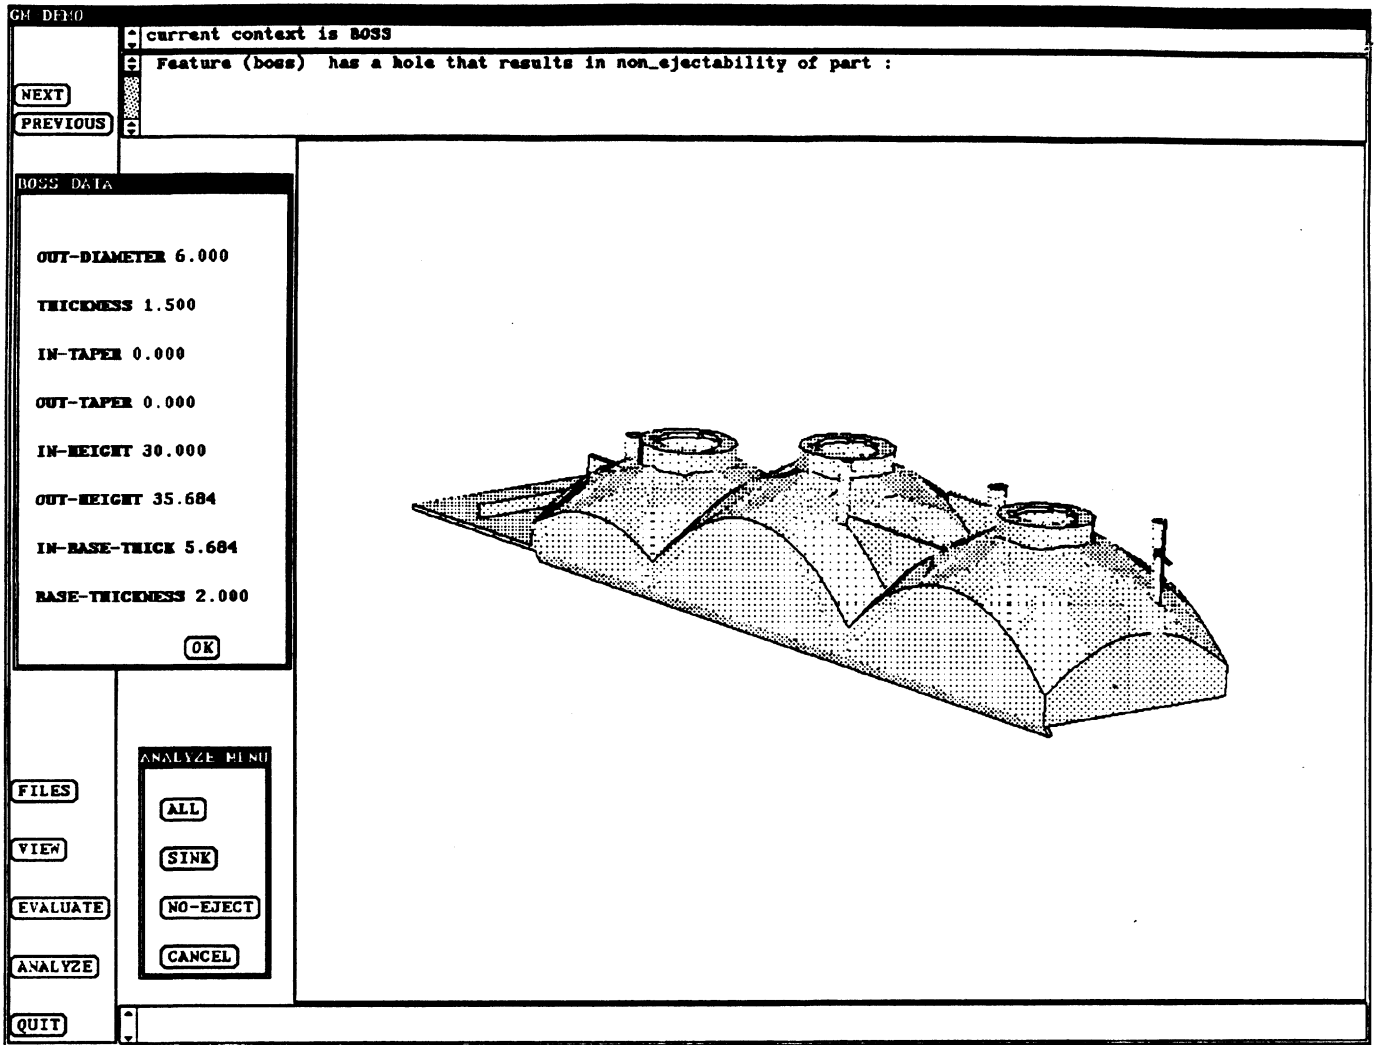 GM DEMO
current context is BOSS
Feature (boss) has a hole that results in non_ejectability of part :
NEXT
PREVIOUS
BOSS DATA
OUT-DIAMETER 6.000
THICKNESS 1.500
IN-TAPER 0.000
OUT-TAPER 0.000
IN-HEIGHT 30.000
OUT-HEIGHT 35.684
IN-BASE-THICK 5.684
BASE-THICKNESS 2.000
OK
ANALYZE MENU
ALL
SINK
NO-EJECT
CANCEL
FILES
VIEW
EVALUATE
ANALYZE
QUIT